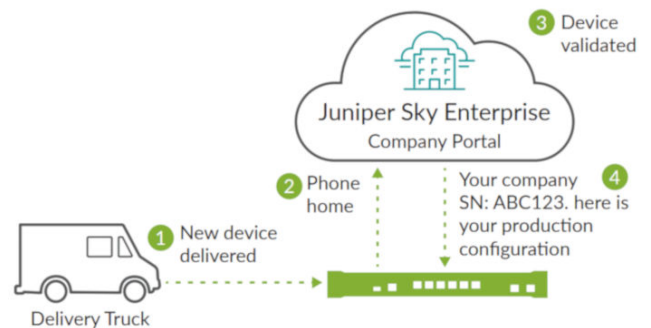 3 Device
validated
Juniper Sky Enterprise
Company Portal
2 Phone
home
Your company 4
SN: ABC123. here is
your production
configuration
1 New device
delivered
Delivery Truck